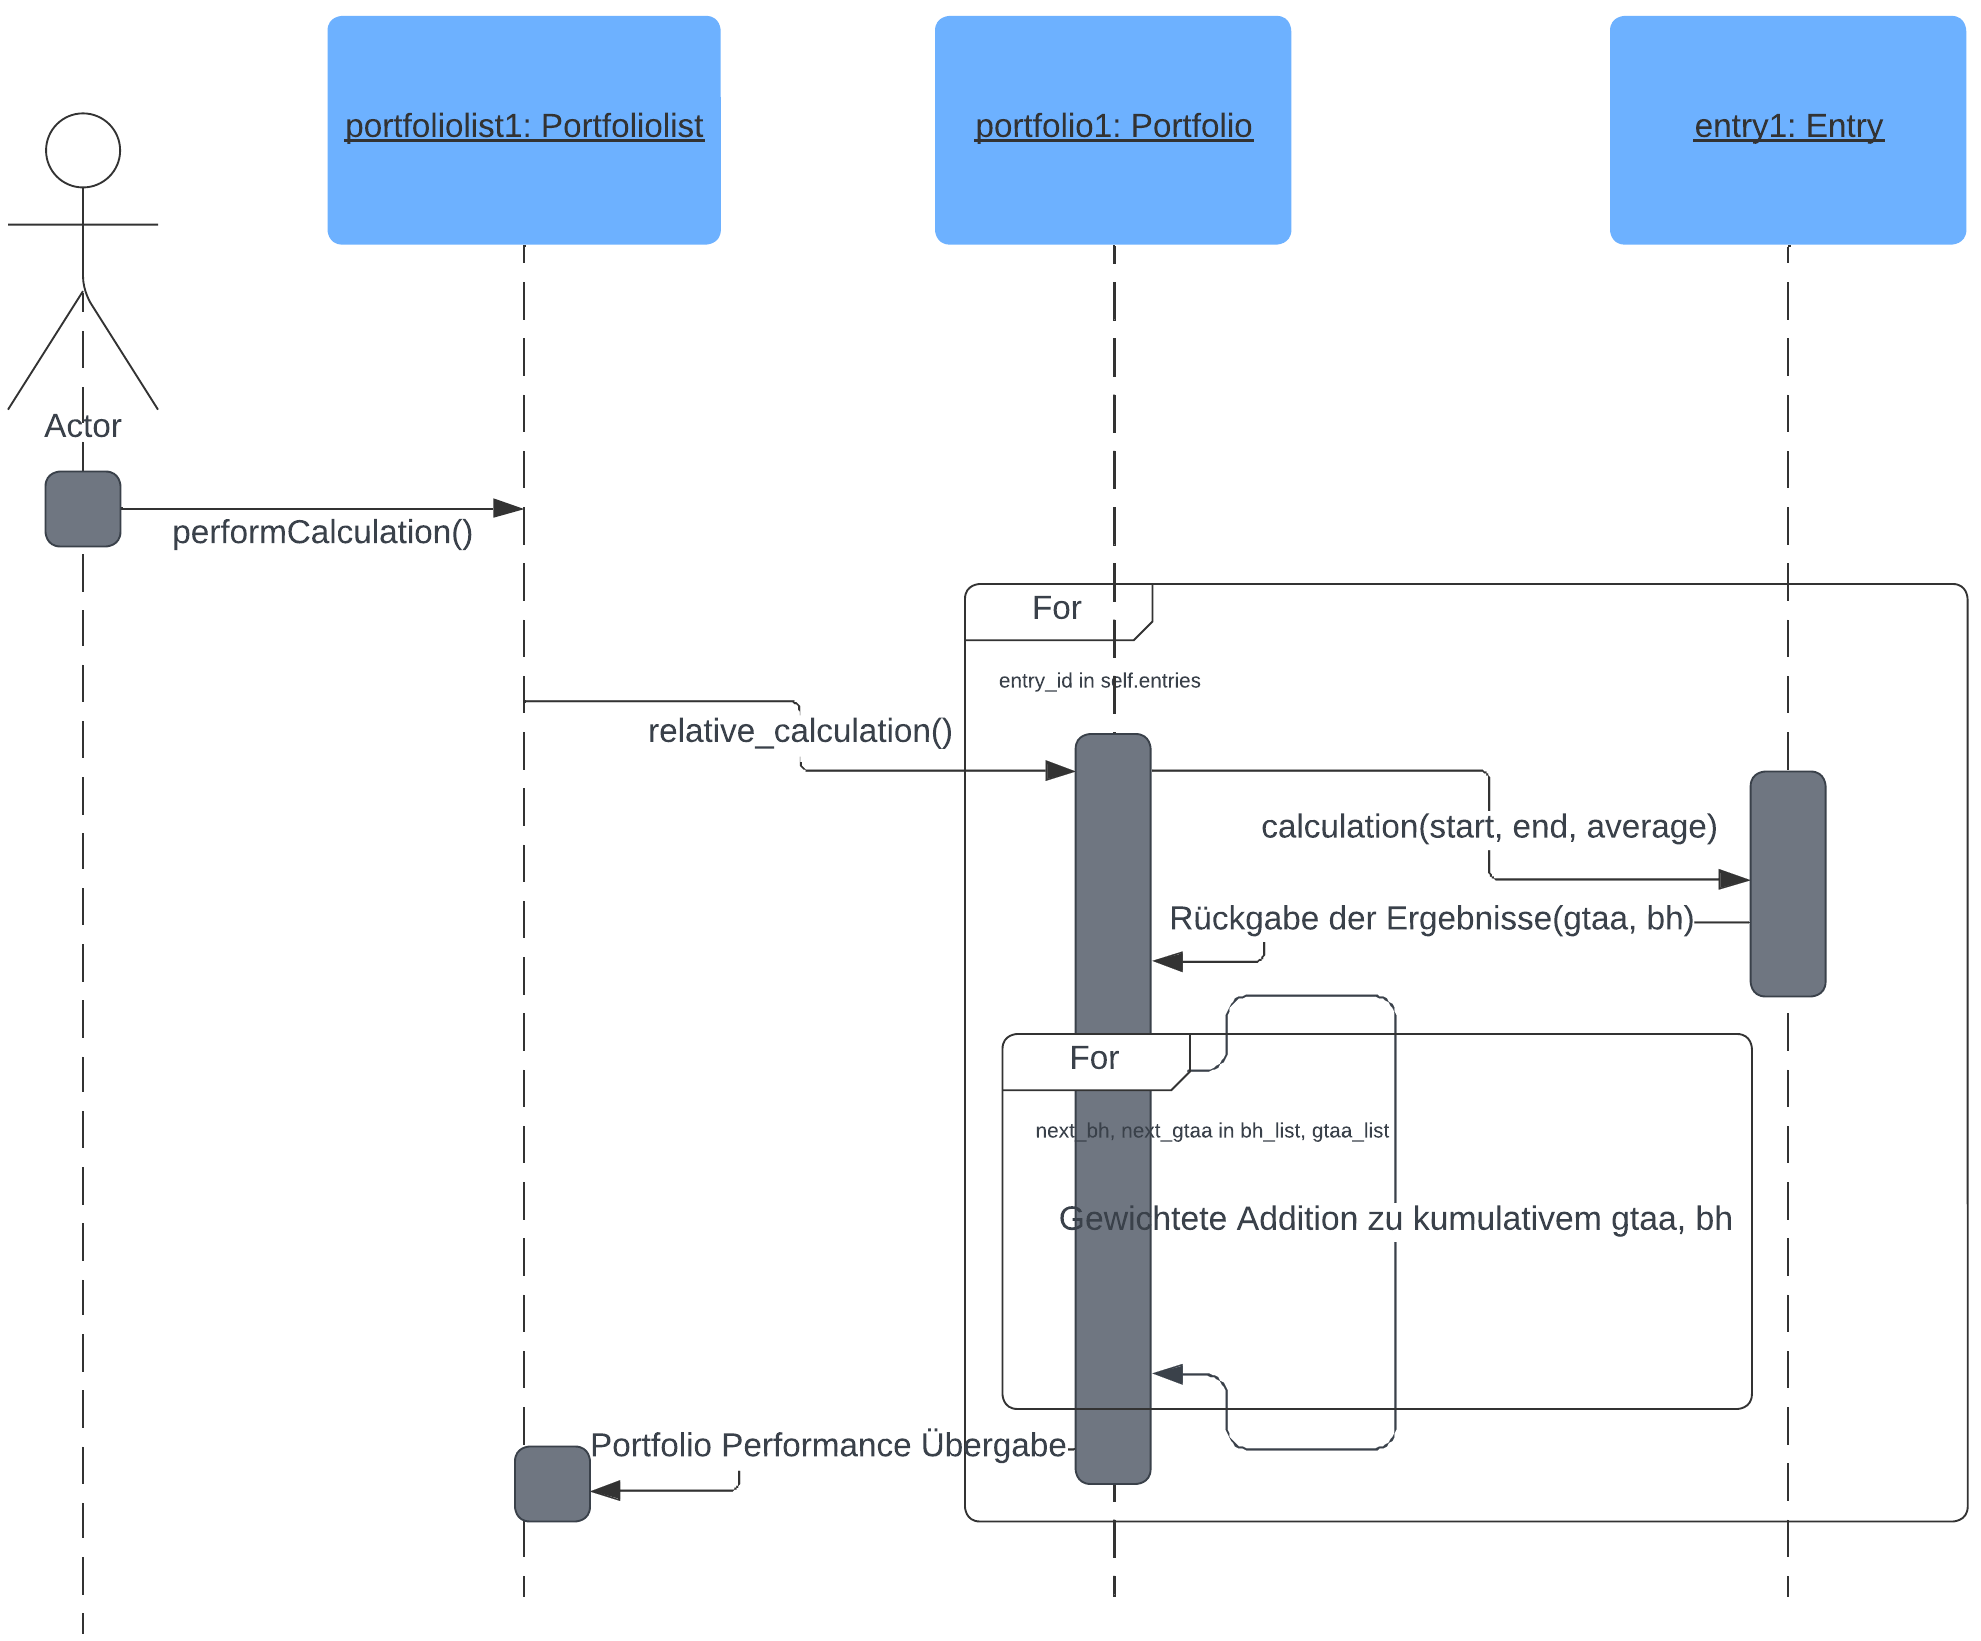 portfoliolist1: Portfoliolist
portfolio1: Portfolio
entry1: Entry
Actor
performCalculation()
For
entry_id in self.entries
relative_calculation()
calculation(start, end, average)
Rückgabe der Ergebnisse(gtaa, bh)
For
next_bh, next_gtaa in bh_list, gtaa_list
Gewichtete Addition zu kumulativem gtaa, bh
Portfolio Performance Übergabe